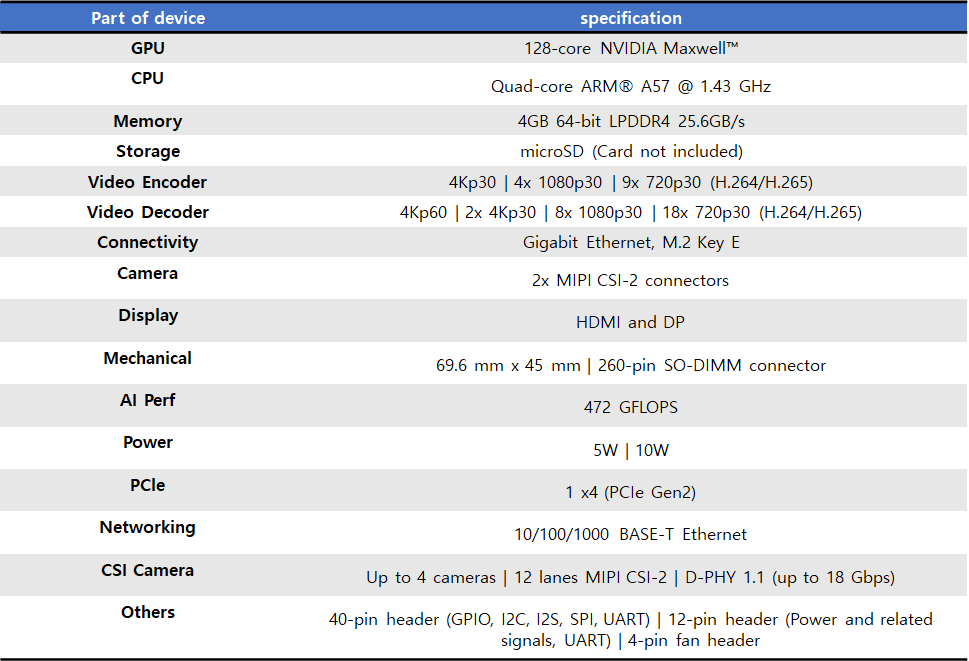 Part of device specification
GPU 128-core NVIDIA Maxwell™
CPU Quad-core ARM® A57 @ 1.43 GHz
Memory 4GB 64-bit LPDDR4 25.6GB/s
Storage microSD (Card not included)
Video Encoder 4Kp30 | 4x 1080p30 | 9x 720p30 (H.264/H.265)
Video Decoder 4Kp60 | 2x 4Kp30 | 8x 1080p30 | 18x 720p30 (H.264/H.265)
Connectivity Gigabit Ethernet, M.2 Key E
Camera 2x MIPI CSI-2 connectors
Display HDMI and DP
Mechanical 69.6 mm x 45 mm | 260-pin SO-DIMM connector
AI Perf 472 GFLOPS
Power 5W | 10W
PCIe 1 x4 (PCIe Gen2)
Networking 10/100/1000 BASE-T Ethernet
CSI Camera Up to 4 cameras | 12 lanes MIPI CSI-2 | D-PHY 1.1 (up to 18 Gbps)
Others 40-pin header (GPIO, I2C, I2S, SPI, UART) | 12-pin header (Power and related
signals, UART) | 4-pin fan header